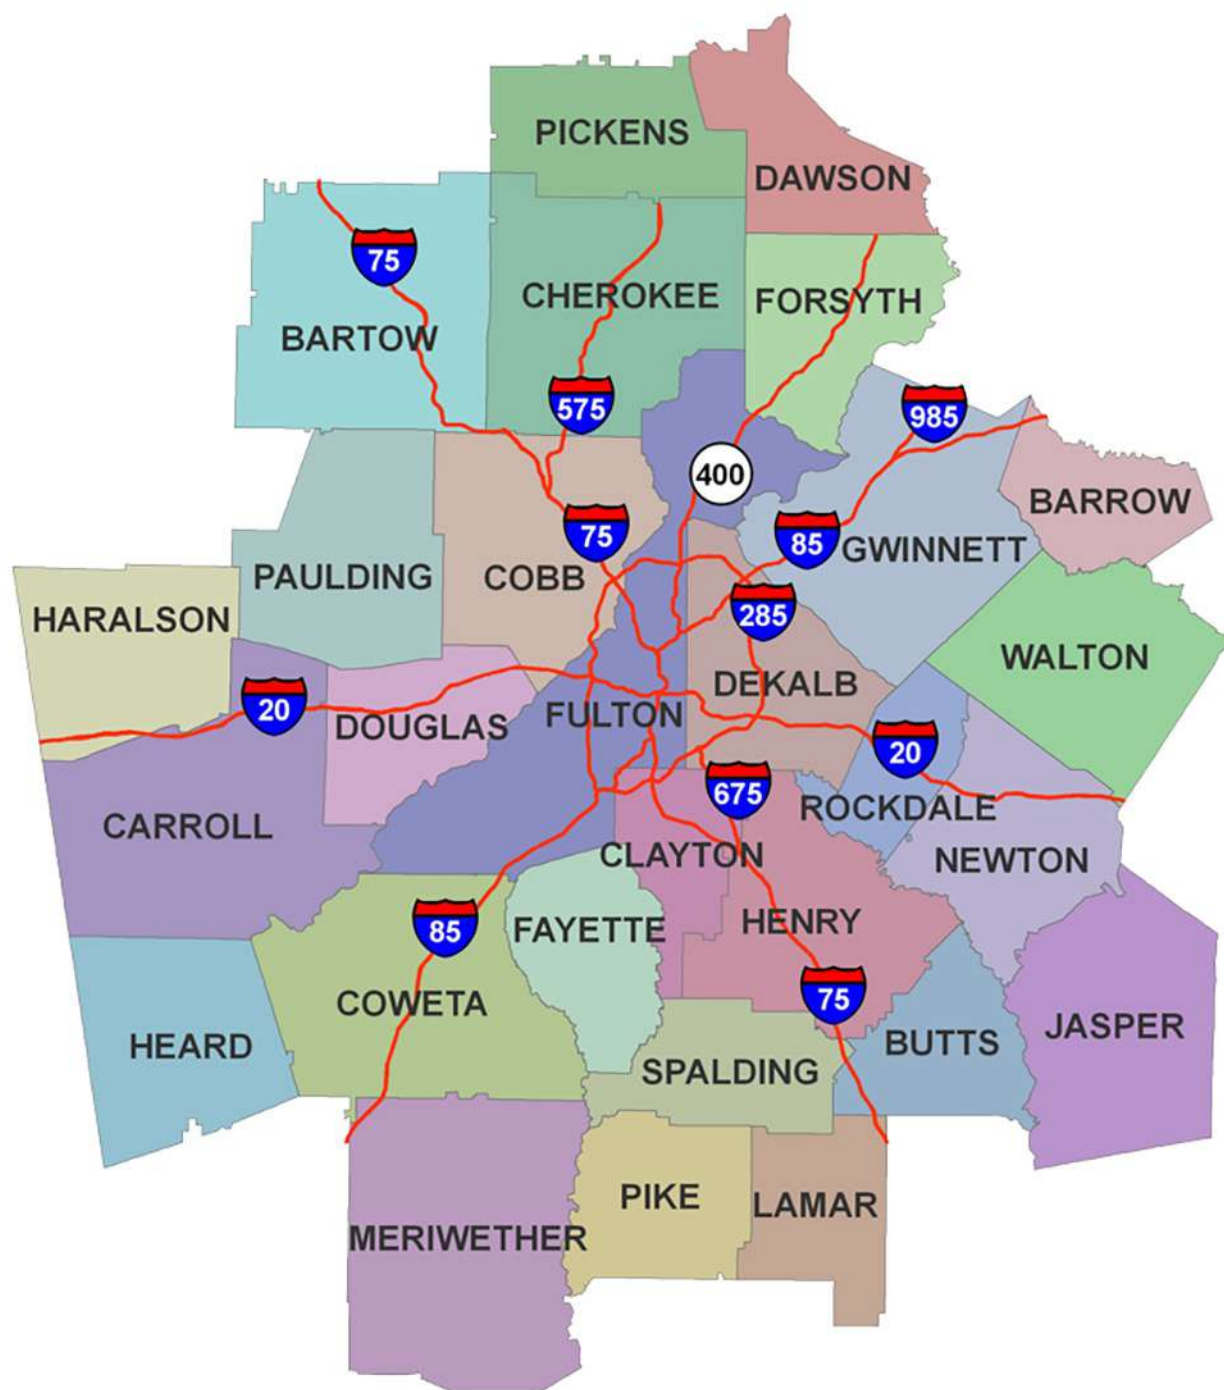 PICKENS
DAWSON
75
CHEROKEE
FORSYTH
BARTOW
575
985
400
BARROW
75
85
GWINNETT
PAULDING
COBB
HARALSON
285
WALTON
DEKALB
20
DOUGLAS
FULTON
20
675
ROCKDALE
CARROLL
CLAYTON
NEWTON
85
FAYETTE
HENRY
75
COWETA
JASPER
HEARD
BUTTS
SPALDING
PIKE
LAMAR
MERIWETHER